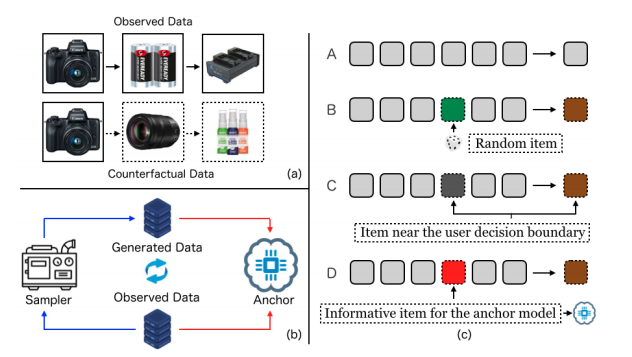 Observed Data
Canon
EVEREADY
EVEREADY
Counterfactual Data
(a)
Generated Data
Sampler
Observed Data
Anchor
(b)
A
B
Random item
C
Item near the user decision boundary
D
Informative item for the anchor model
(c)